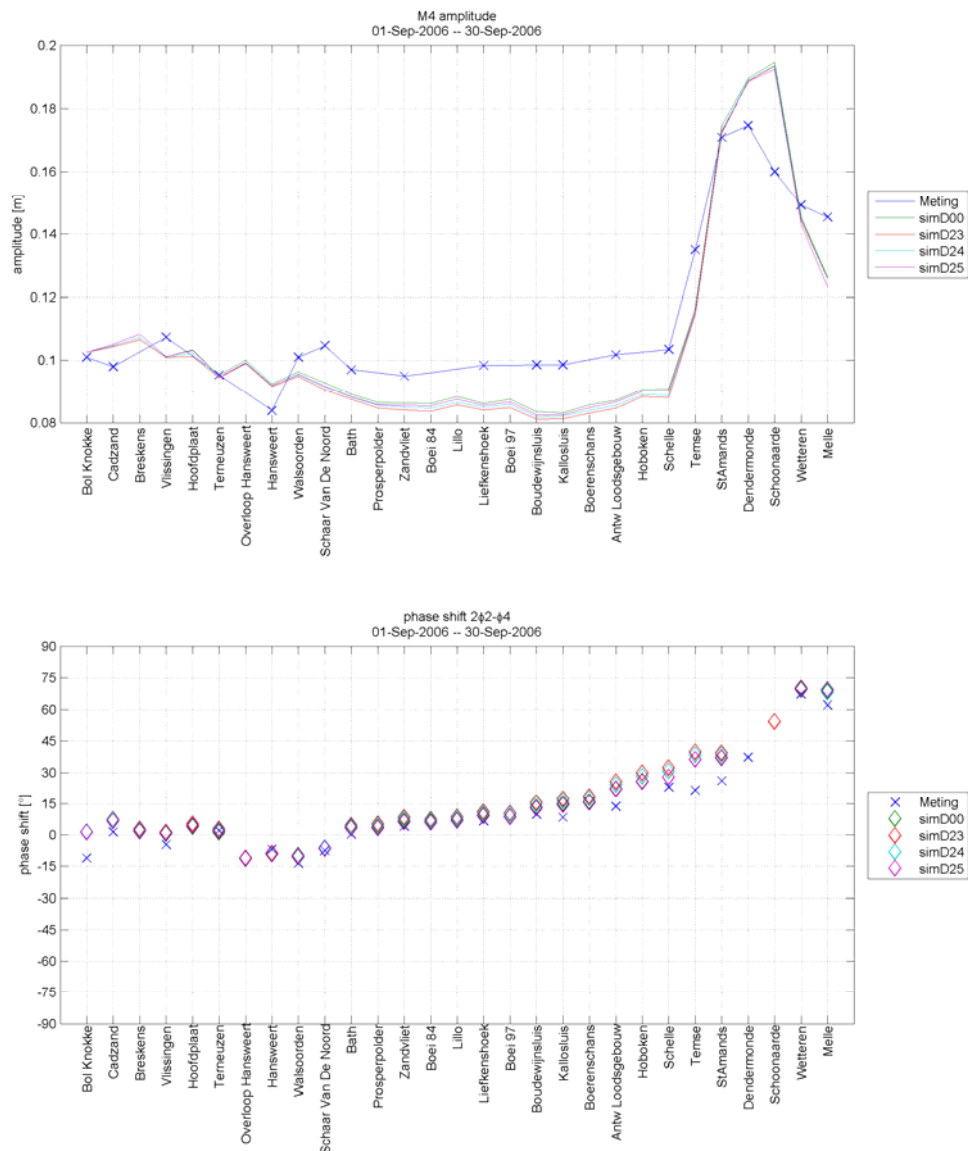 M4 amplitude
01-Sep-2006 -- 30-Sep-2006
0.2
0.18
0.16
0.14
0.12
0.1
0.08
amplitude [m]
Bol Knokke
Cadzand
Breskens
Vlissingen
Hoofdplaat
Terneuzen
Overloop Hansweert
Hansweert
Walsoorden
Schaar Van De Noord
Bath
Prosperpolder
Zandvliet
Boei 84
Lillo
Liefkenshoek
Boei 97
Boudewijnsluis
Kallosluis
Boerenschans
Antw Loodsgebouw
Hoboken
Schelle
Temse
StAmands
Dendermonde
Schoonaarde
Wetteren
Melle
Meting
simD00
simD23
simD24
simD25
phase shift 2ϕ2-ϕ4
01-Sep-2006 -- 30-Sep-2006
90
75
60
45
30
15
0
-15
-30
-45
-60
-75
-90
phase shift [°]
Bol Knokke
Cadzand
Breskens
Vlissingen
Hoofdplaat
Terneuzen
Overloop Hansweert
Hansweert
Walsoorden
Schaar Van De Noord
Bath
Prosperpolder
Zandvliet
Boei 84
Lillo
Liefkenshoek
Boei 97
Boudewijnsluis
Kallosluis
Boerenschans
Antw Loodsgebouw
Hoboken
Schelle
Temse
StAmands
Dendermonde
Schoonaarde
Wetteren
Melle
Meting
simD00
simD23
simD24
simD25